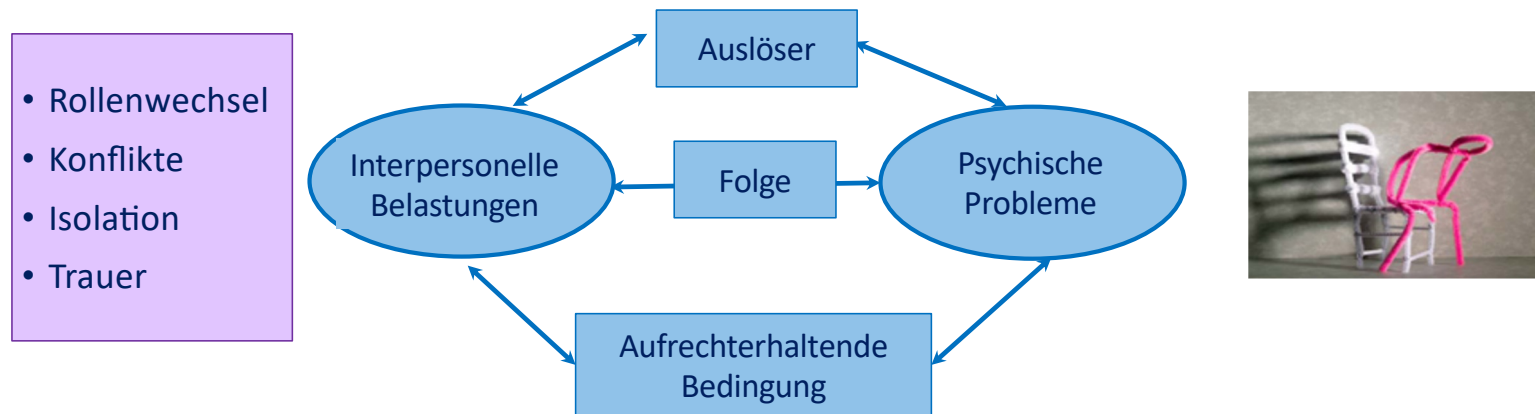 • Rollenwechsel
• Konflikte
• Isolation
• Trauer
Auslöser
Interpersonelle
Belastungen
Folge
Psychische
Probleme
Aufrechterhaltende
Bedingung